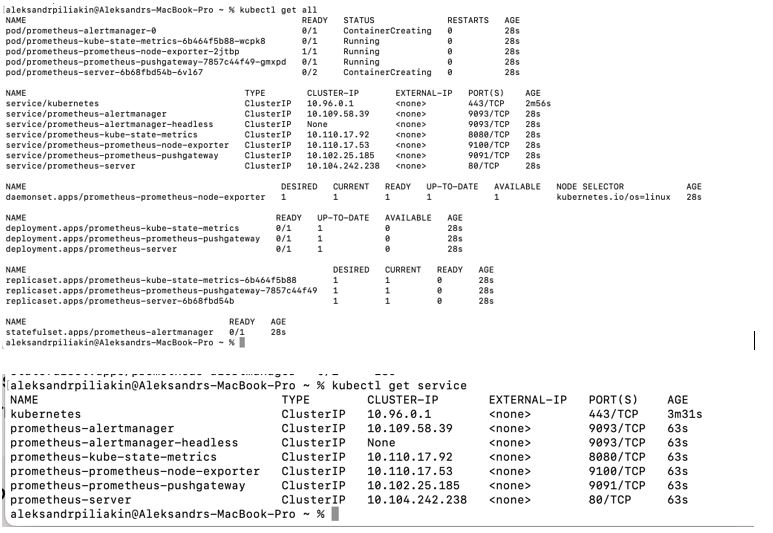 aleksandrpiliakin@Aleksandrs-MacBook-Pro ~ % kubectl get all
NAME READY STATUS RESTARTS AGE
pod/prometheus-alertmanager-0 0/1 ContainerCreating 0 28s
pod/prometheus-kube-state-metrics-6b464f5b88-wcpk8 0/1 Running 0 28s
pod/prometheus-prometheus-node-exporter-2jtbp 1/1 Running 0 28s
pod/prometheus-prometheus-pushgateway-7857c44f49-gmxpd 0/1 Running 0 28s
pod/prometheus-server-6b68fbd54b-6vl67 0/2 ContainerCreating 0 28s
NAME TYPE CLUSTER-IP EXTERNAL-IP PORT(S) AGE
service/kubernetes ClusterIP 10.96.0.1 <none> 443/TCP 2m56s
service/prometheus-alertmanager ClusterIP 10.109.58.39 <none> 9093/TCP 28s
service/prometheus-alertmanager-headless ClusterIP None <none> 9093/TCP 28s
service/prometheus-kube-state-metrics ClusterIP 10.110.17.92 <none> 8080/TCP 28s
service/prometheus-prometheus-node-exporter ClusterIP 10.110.17.53 <none> 9100/TCP 28s
service/prometheus-prometheus-pushgateway ClusterIP 10.102.25.185 <none> 9091/TCP 28s
service/prometheus-server ClusterIP 10.104.242.238 <none> 80/TCP 28s
NAME DESIRED CURRENT READY UP-TO-DATE AVAILABLE NODE SELECTOR AGE
daemonset.apps/prometheus-prometheus-node-exporter 1 1 1 1 1 kubernetes.io/os=linux 28s
NAME READY UP-TO-DATE AVAILABLE AGE
deployment.apps/prometheus-kube-state-metrics 0/1 1 0 28s
deployment.apps/prometheus-prometheus-pushgateway 0/1 1 0 28s
deployment.apps/prometheus-server 0/1 1 0 28s
NAME DESIRED CURRENT READY AGE
replicaset.apps/prometheus-kube-state-metrics-6b464f5b88 1 1 0 28s
replicaset.apps/prometheus-prometheus-pushgateway-7857c44f49 1 1 0 28s
replicaset.apps/prometheus-server-6b68fbd54b 1 1 0 28s
NAME READY AGE
statefulset.apps/prometheus-alertmanager 0/1 28s
aleksandrpiliakin@Aleksandrs-MacBook-Pro ~ %
aleksandrpiliakin@Aleksandrs-MacBook-Pro ~ % kubectl get service
NAME TYPE CLUSTER-IP EXTERNAL-IP PORT(S) AGE
kubernetes ClusterIP 10.96.0.1 <none> 443/TCP 3m31s
prometheus-alertmanager ClusterIP 10.109.58.39 <none> 9093/TCP 63s
prometheus-alertmanager-headless ClusterIP None <none> 9093/TCP 63s
prometheus-kube-state-metrics ClusterIP 10.110.17.92 <none> 8080/TCP 63s
prometheus-prometheus-node-exporter ClusterIP 10.110.17.53 <none> 9100/TCP 63s
prometheus-prometheus-pushgateway ClusterIP 10.102.25.185 <none> 9091/TCP 63s
prometheus-server ClusterIP 10.104.242.238 <none> 80/TCP 63s
aleksandrpiliakin@Aleksandrs-MacBook-Pro ~ %